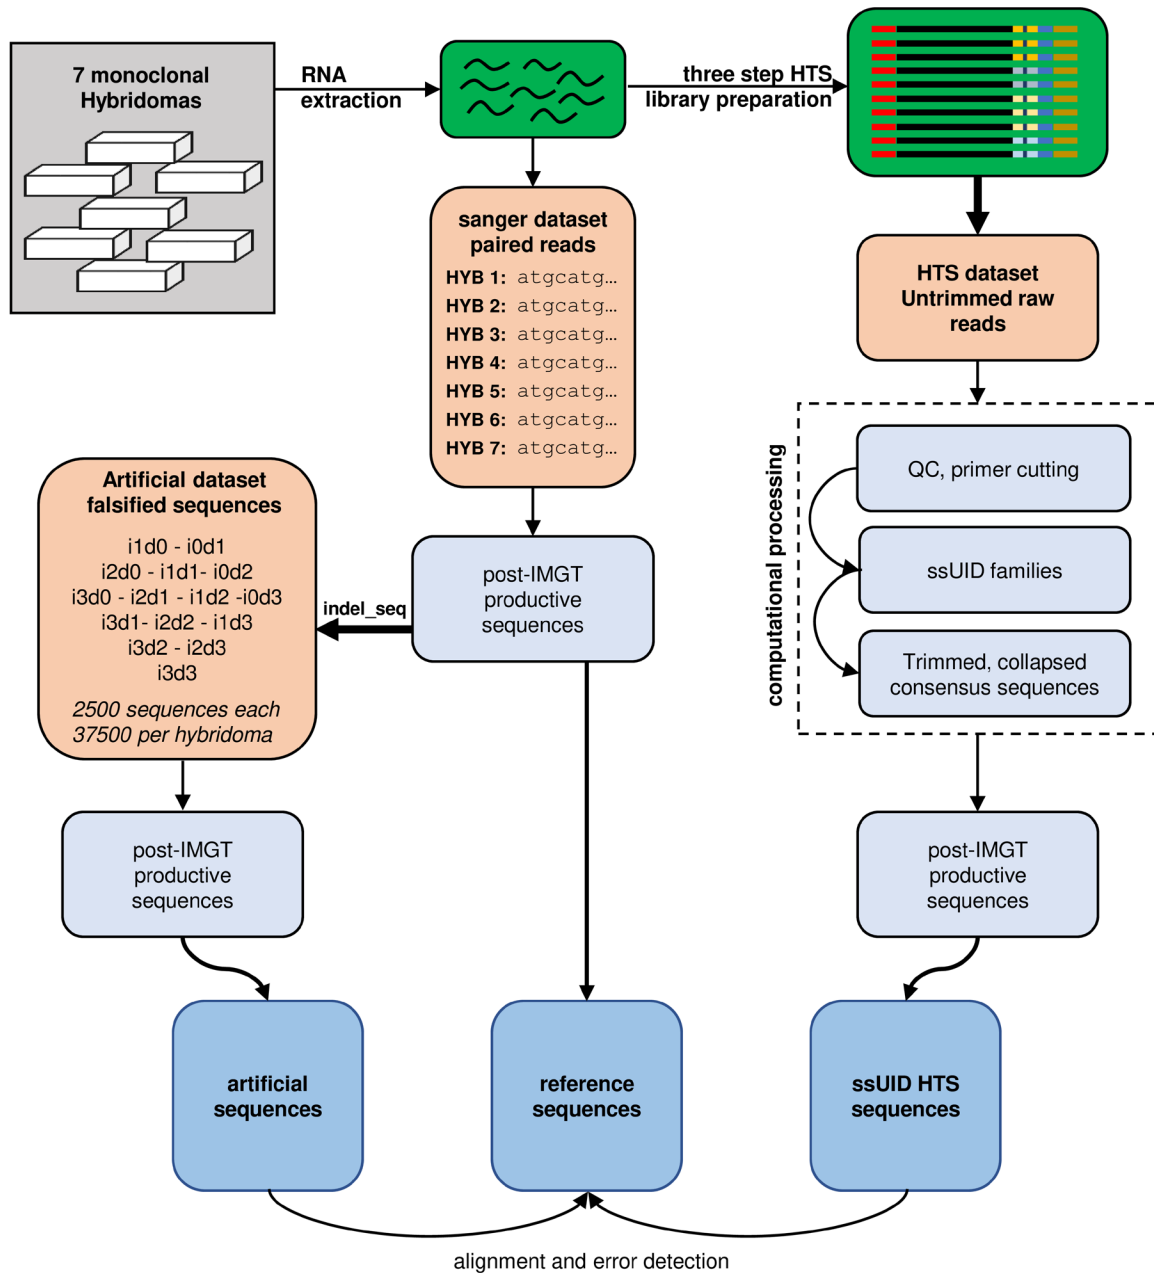 7 monoclonal
Hybridomas
RNA
extraction
three step HTS
library preparation
sanger dataset
paired reads
HYB 1: atgcatg…
HYB 2: atgcatg…
HYB 3: atgcatg…
HYB 4: atgcatg…
HYB 5: atgcatg…
HYB 6: atgcatg…
HYB 7: atgcatg…
HTS dataset
Untrimmed raw
reads
computational processing
QC, primer cutting
ssUID families
Trimmed, collapsed
consensus sequences
Artificial dataset
falsified sequences
i1d0 - i0d1
i2d0 - i1d1- i0d2
i3d0 - i2d1 - i1d2 -i0d3
i3d1- i2d2 - i1d3
i3d2 - i2d3
i3d3
2500 sequences each
37500 per hybridoma
indel_seq
post-IMGT
productive
sequences
post-IMGT
productive
sequences
post-IMGT
productive
sequences
artificial
sequences
reference
sequences
ssUID HTS
sequences
alignment and error detection